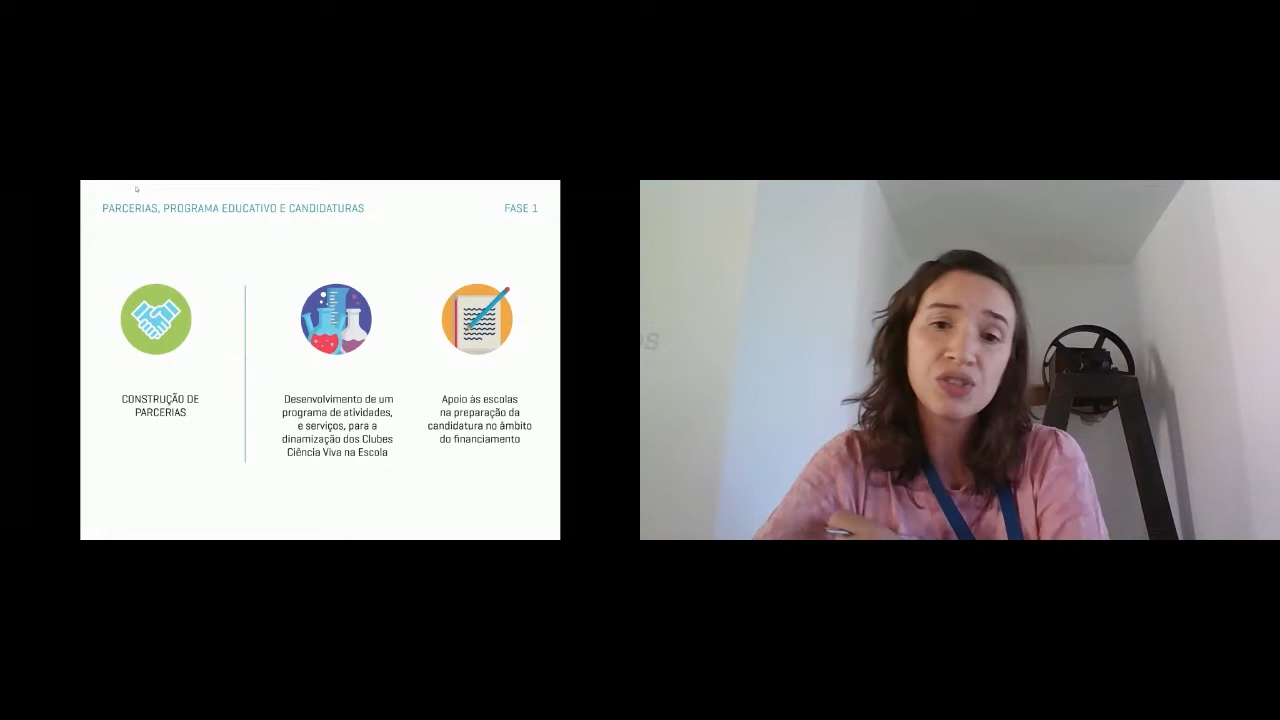 PARCERIAS, PROGRAMA EDUCATIVO E CANDIDATURAS
FASE 1
CONSTRUÇÃO DE
PARCERIAS
Desenvolvimento de um
programa de atividades,
e serviços, para a
dinamização dos Clubes
Ciência Viva na Escola
Apoio às escolas
na preparação da
candidatura no âmbito
do financiamento